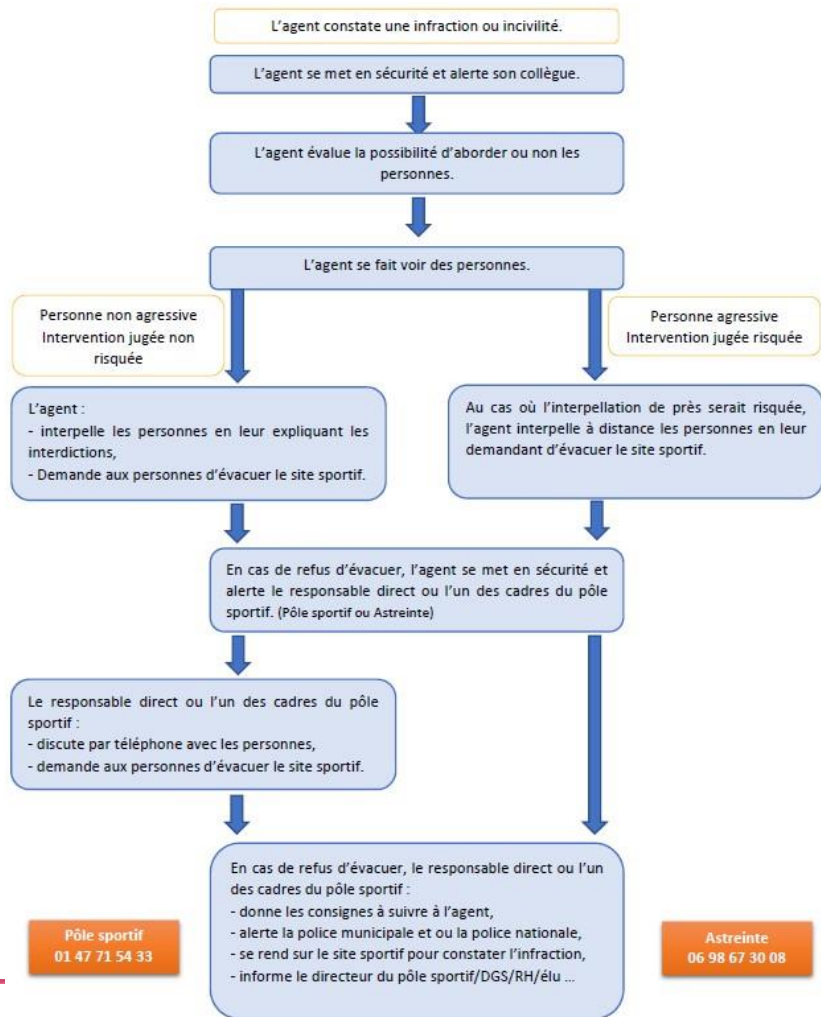 L'agent constate une infraction ou incivilité.
L'agent se met en sécurité et alerte son collègue.
L'agent évalue la possibilité d'aborder ou non les
personnes.
L'agent se fait voir des personnes.
Personne non agressive
Intervention jugée non
risquée
Personne agressive
Intervention jugée risquée
L'agent :
- interpelle les personnes en leur expliquant les
interdictions,
- Demande aux personnes d'évacuer le site sportif.
Au cas où l'interpellation de près serait risquée,
l'agent interpelle à distance les personnes en leur
demandant d'évacuer le site sportif.
En cas de refus d'évacuer, l'agent se met en sécurité et
alerte le responsable direct ou l'un des cadres du pôle
sportif. (Pôle sportif ou Astreinte)
Le responsable direct ou l'un des cadres du pôle
sportif :
- discute par téléphone avec les personnes,
- demande aux personnes d'évacuer le site sportif.
En cas de refus d'évacuer, le responsable direct ou l'un
des cadres du pôle sportif :
- donne les consignes à suivre à l'agent,
- alerte la police municipale et ou la police nationale,
- se rend sur le site sportif pour constater l'infraction,
- informe le directeur du pôle sportif/DGS/RH/élu ...
Pôle sportif
01 47 71 54 33
Astreinte
06 98 67 30 08